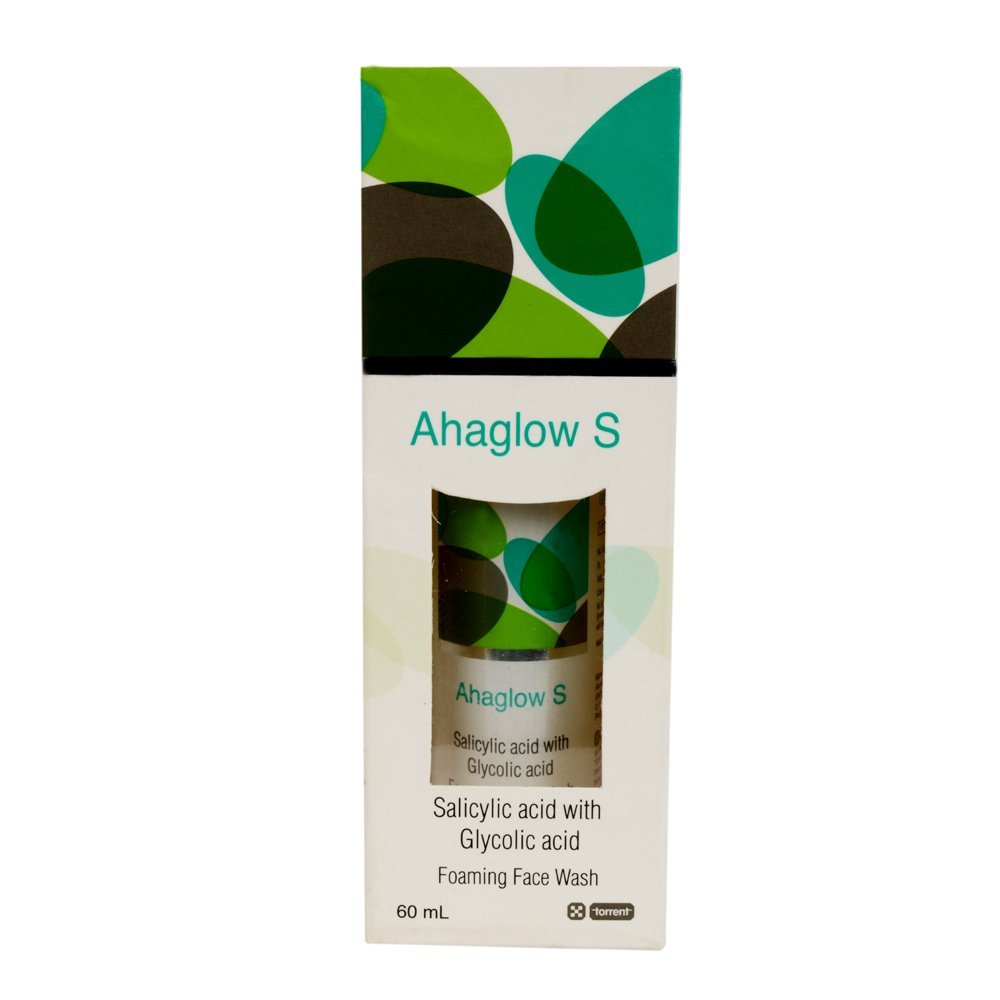 Ahaglow S
Ahaglow S
Salicylic acid with
Glycolic acid
Salicylic acid with
Glycolic acid
Foaming Face Wash
60 mL
torrent